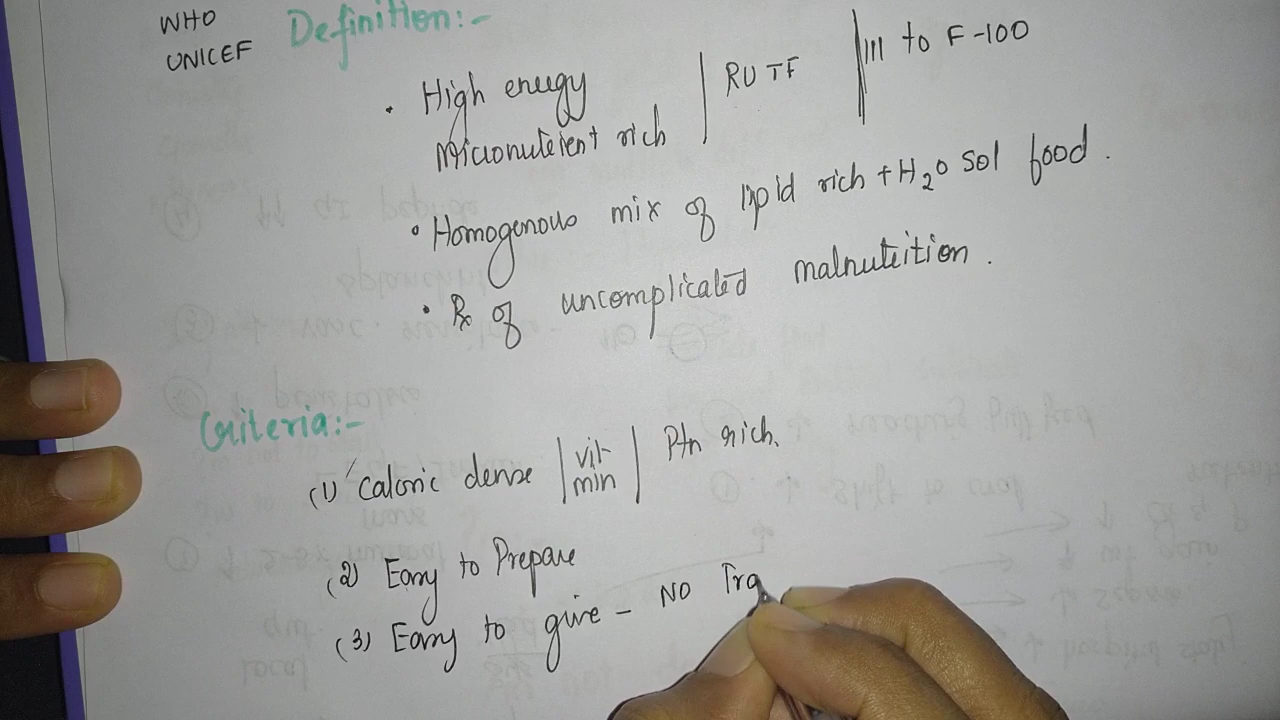 WHO
UNICEF
Definition:-
• High energy
Micronutrient rich | RUTF || lll to F-100
• Homogenous mix of lipid rich + H2O sol food.
• Rx of uncomplicated malnutrition.
Criteria:-
(1) Caloric dense | vit min | Ptn rich.
(2) Easy to Prepare
(3) Easy to give - NO Tra